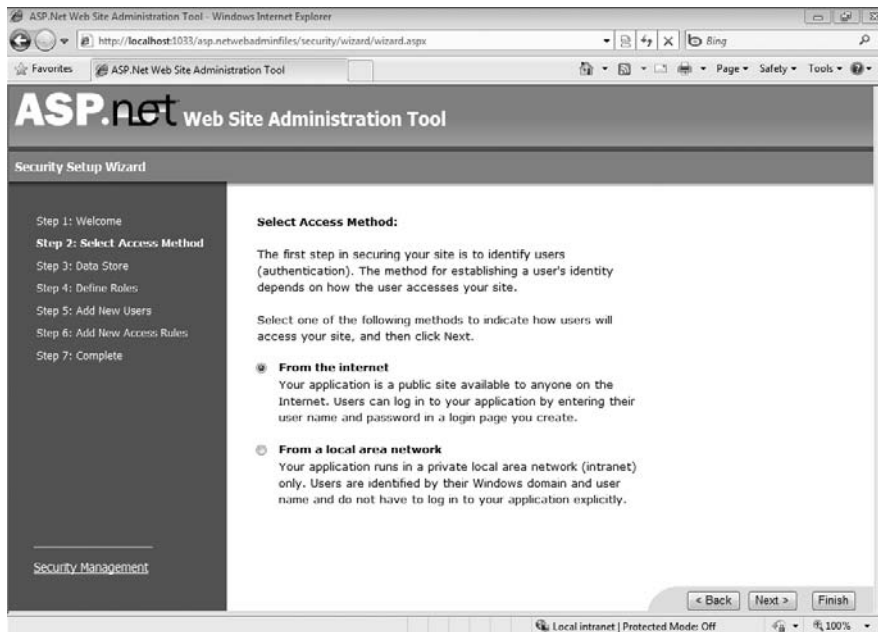 ASP.Net Web Site Administration Tool - Windows Internet Explorer
http://localhost:1033/asp.netwebadminfiles/security/wizard/wizard.aspx
Bing
Favorites
ASP.Net Web Site Administration Tool
Page
Safety
Tools
ASP.net Web Site Administration Tool
Security Setup Wizard
Step 1: Welcome
Step 2: Select Access Method
Step 3: Data Store
Step 4: Define Roles
Step 5: Add New Users
Step 6: Add New Access Rules
Step 7: Complete
Security Management
Select Access Method:
The first step in securing your site is to identify users
(authentication). The method for establishing a user's identity
depends on how the user accesses your site.
Select one of the following methods to indicate how users will
access your site, and then click Next.
From the internet
Your application is a public site available to anyone on the
Internet. Users can log in to your application by entering their
user name and password in a login page you create.
From a local area network
Your application runs in a private local area network (intranet)
only. Users are identified by their Windows domain and user
name and do not have to log in to your application explicitly.
< Back
Next >
Finish
Local intranet | Protected Mode: Off
100%